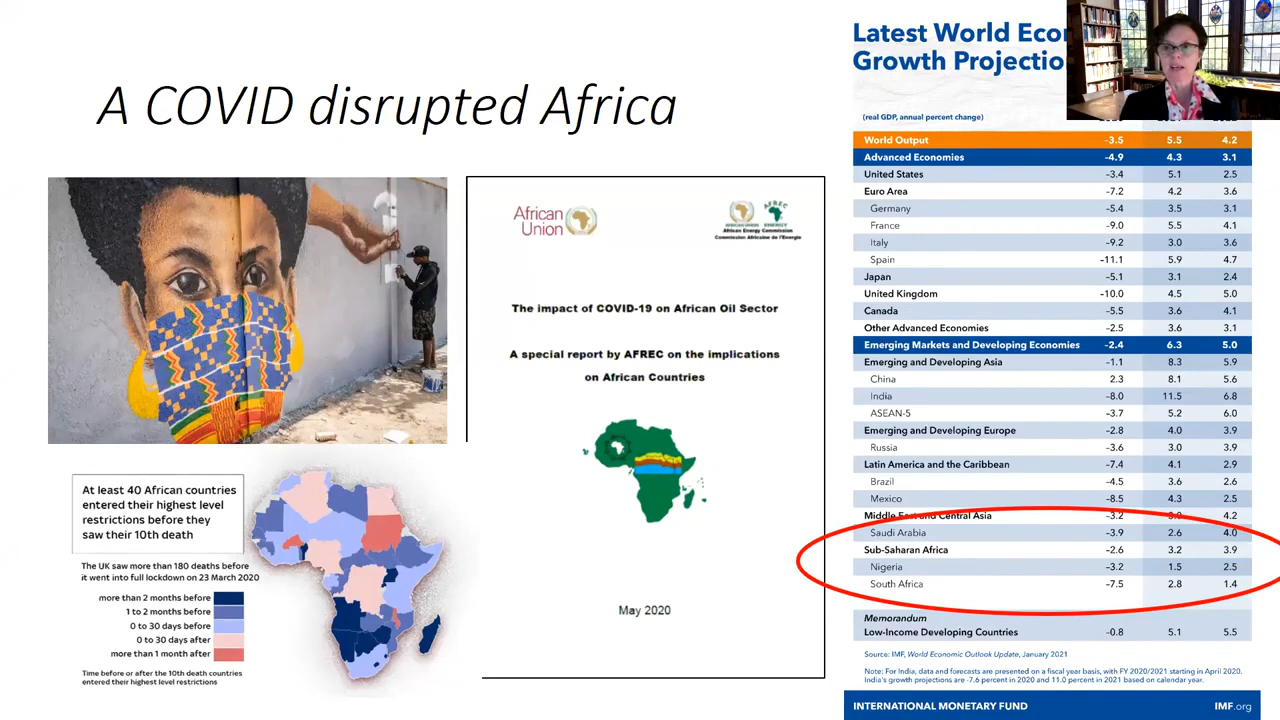 A COVID disrupted Africa
African
Union
AFREC
AFRICAN UNION
African Energy Commission
Commission Africaine de l'Energie
The impact of COVID-19 on African Oil Sector
A special report by AFREC on the implications
on African Countries
May 2020
At least 40 African countries
entered their highest level
restrictions before they
saw their 10th death
The UK saw more than 180 deaths before
it went into full lockdown on 23 March 2020
more than 2 months before
1 to 2 months before
0 to 30 days before
0 to 30 days after
more than 1 month after
Time before or after the 10th death countries
entered their highest level restrictions
Latest World
Growth
(real GDP, annual percent change)
World Output -3.5 5.5 4.2
Advanced Economies -4.9 4.3 3.1
United States -3.4 5.1 2.5
Euro Area -7.2 4.2 3.6
Germany -5.4 3.5 3.1
France -9.0 5.5 4.1
Italy -9.2 3.0 3.6
Spain -11.1 5.9 4.7
Japan -5.1 3.1 2.4
United Kingdom -10.0 4.5 5.0
Canada -5.5 3.6 4.1
Other Advanced Economies -2.5 3.6 3.1
Emerging Markets and Developing Economies -2.4 6.3 5.0
Emerging and Developing Asia -1.1 8.3 5.9
China 2.3 8.1 5.6
India -8.0 11.5 6.8
ASEAN-5 -3.7 5.2 6.0
Emerging and Developing Europe -2.8 4.0 3.9
Russia -3.6 3.0 3.9
Latin America and the Caribbean -7.4 4.1 2.9
Brazil -4.5 3.6 2.6
Mexico -8.5 4.3 2.5
Middle East and Central Asia -3.2 3.0 4.2
Saudi Arabia -3.9 2.6 4.0
Sub-Saharan Africa -2.6 3.2 3.9
Nigeria -3.2 1.5 2.5
South Africa -7.5 2.8 1.4
Memorandum
Low-Income Developing Countries -0.8 5.1 5.5
Source: IMF, World Economic Outlook Update, January 2021
Note: For India, data and forecasts are presented on a fiscal year basis, with FY 2020/2021 starting in April 2020.
India's growth projections are -7.6 percent in 2020 and 11.0 percent in 2021 based on calendar year.
INTERNATIONAL MONETARY FUND IMF.org